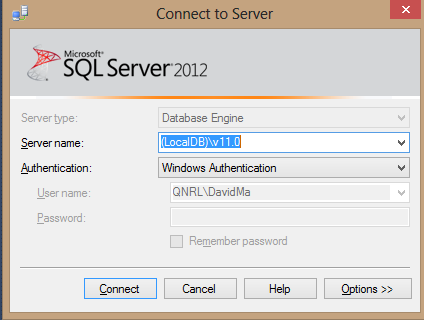 Connect to Server
Microsoft
SQL Server 2012
Server type: Database Engine
Server name: (LocalDB)\v11.0
Authentication: Windows Authentication
User name: QNRL\DavidMa
Password:
Remember password
Connect Cancel Help Options >>